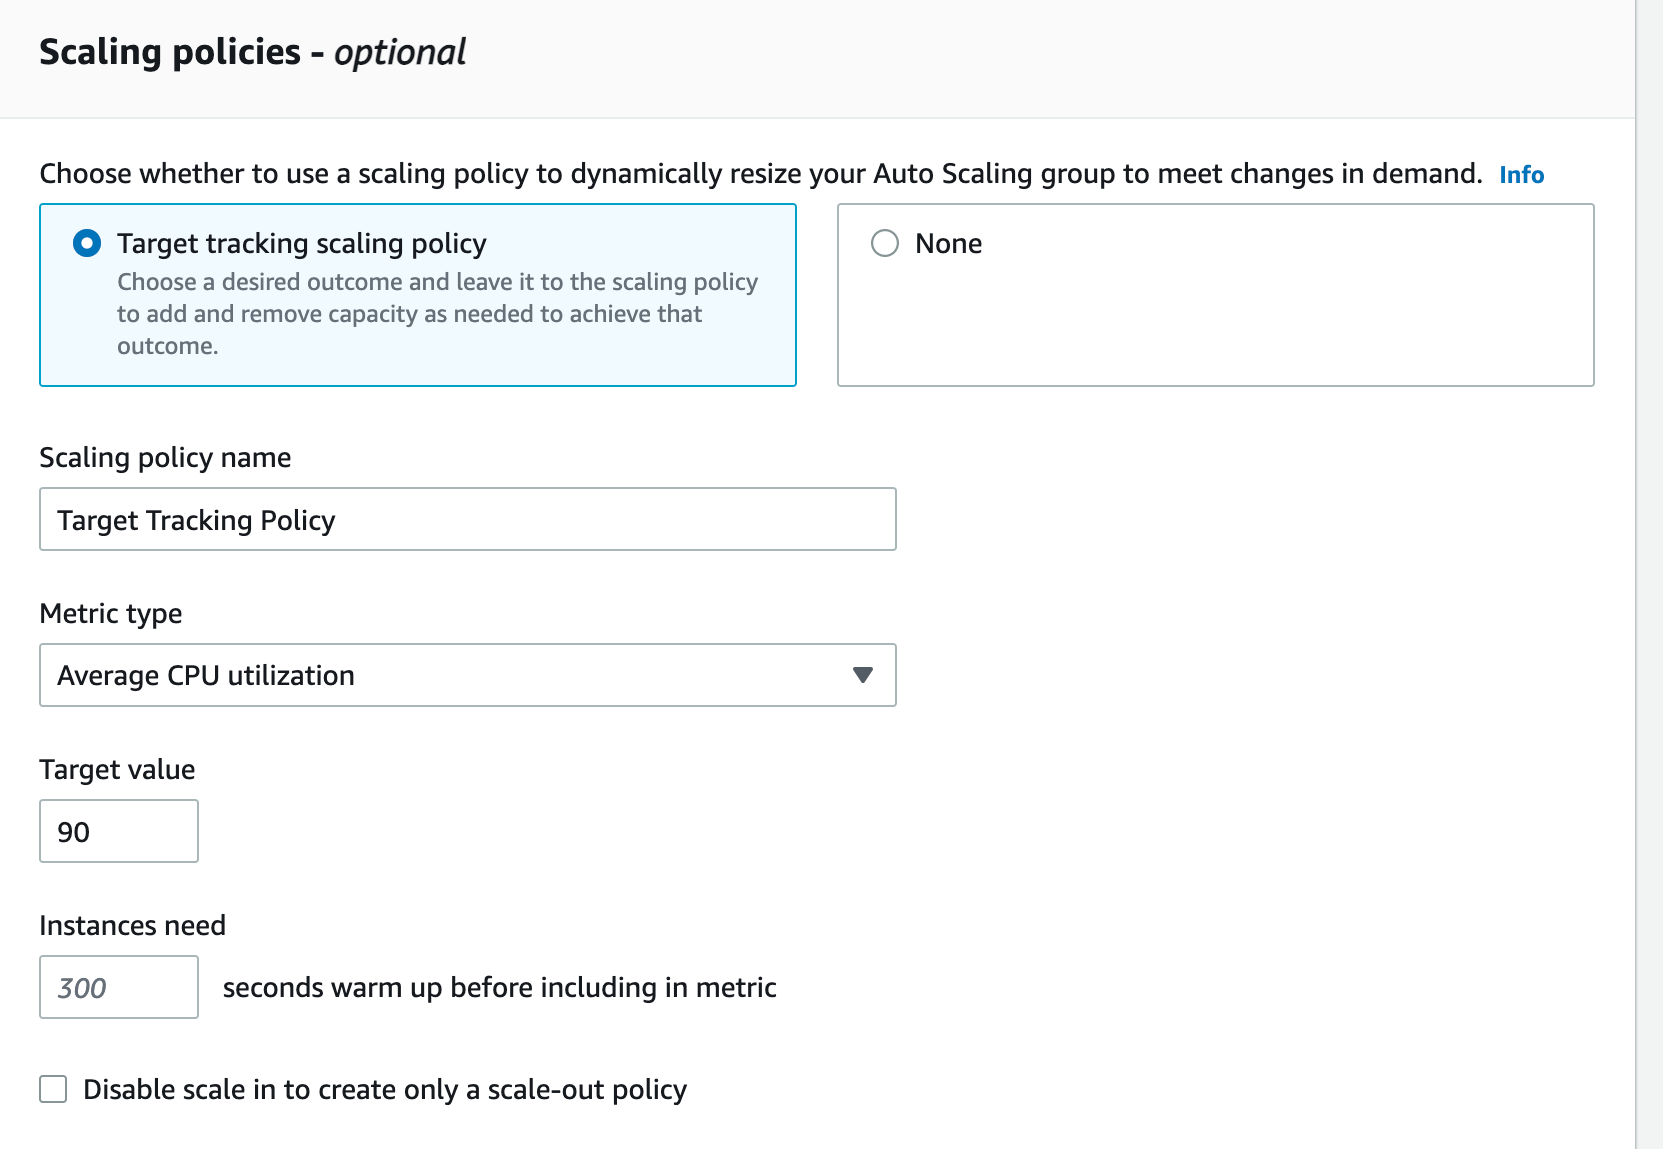 Scaling policies - optional
Choose whether to use a scaling policy to dynamically resize your Auto Scaling group to meet changes in demand. Info
Target tracking scaling policy
Choose a desired outcome and leave it to the scaling policy
to add and remove capacity as needed to achieve that
outcome.
None
Scaling policy name
Target Tracking Policy
Metric type
Average CPU utilization
Target value
90
Instances need
300 seconds warm up before including in metric
Disable scale in to create only a scale-out policy